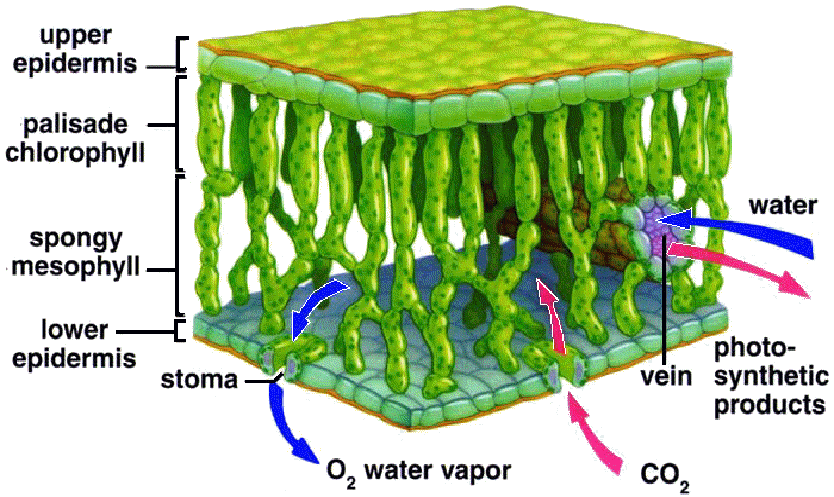 upper
epidermis
palisade
chlorophyll
spongy
mesophyll
lower
epidermis
stoma
O₂ water vapor
CO₂
vein
water
photo-
synthetic
products